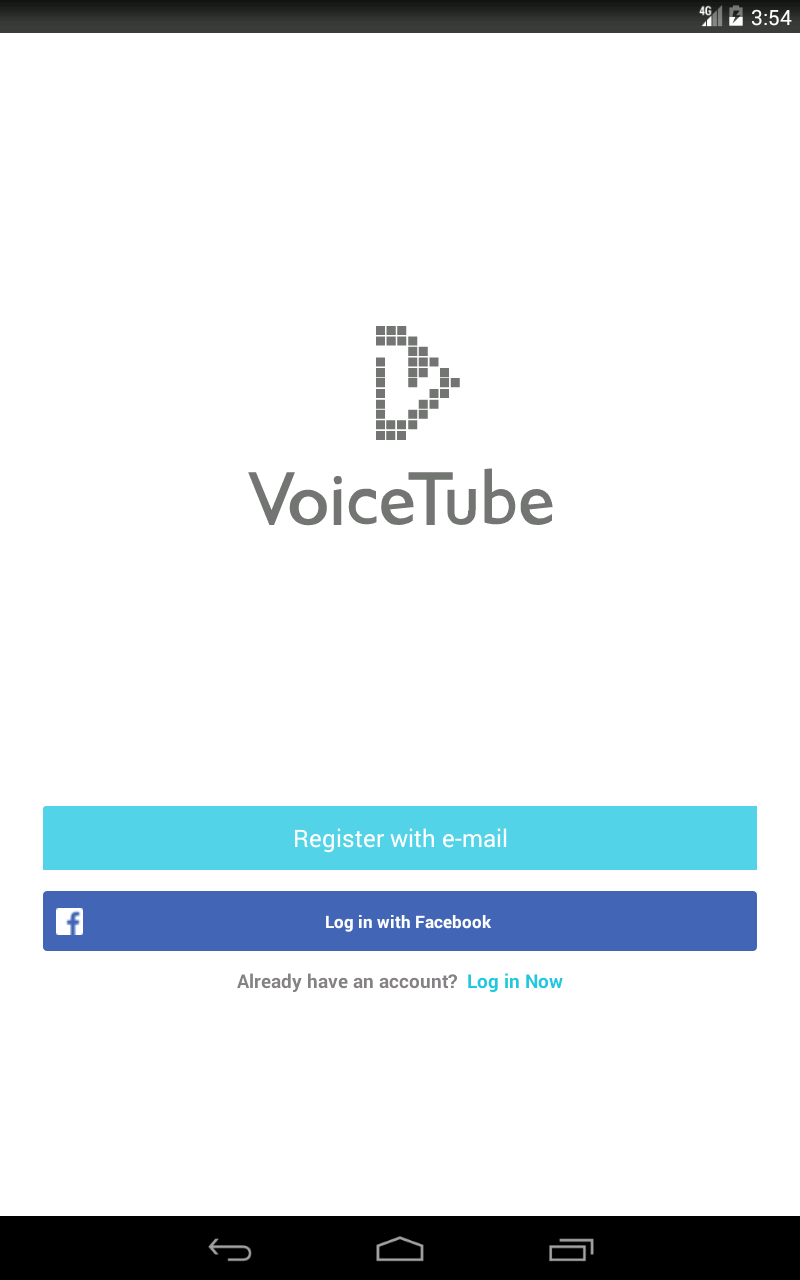 4G 3:54
VoiceTube
Register with e-mail
Log in with Facebook
Already have an account? Log in Now